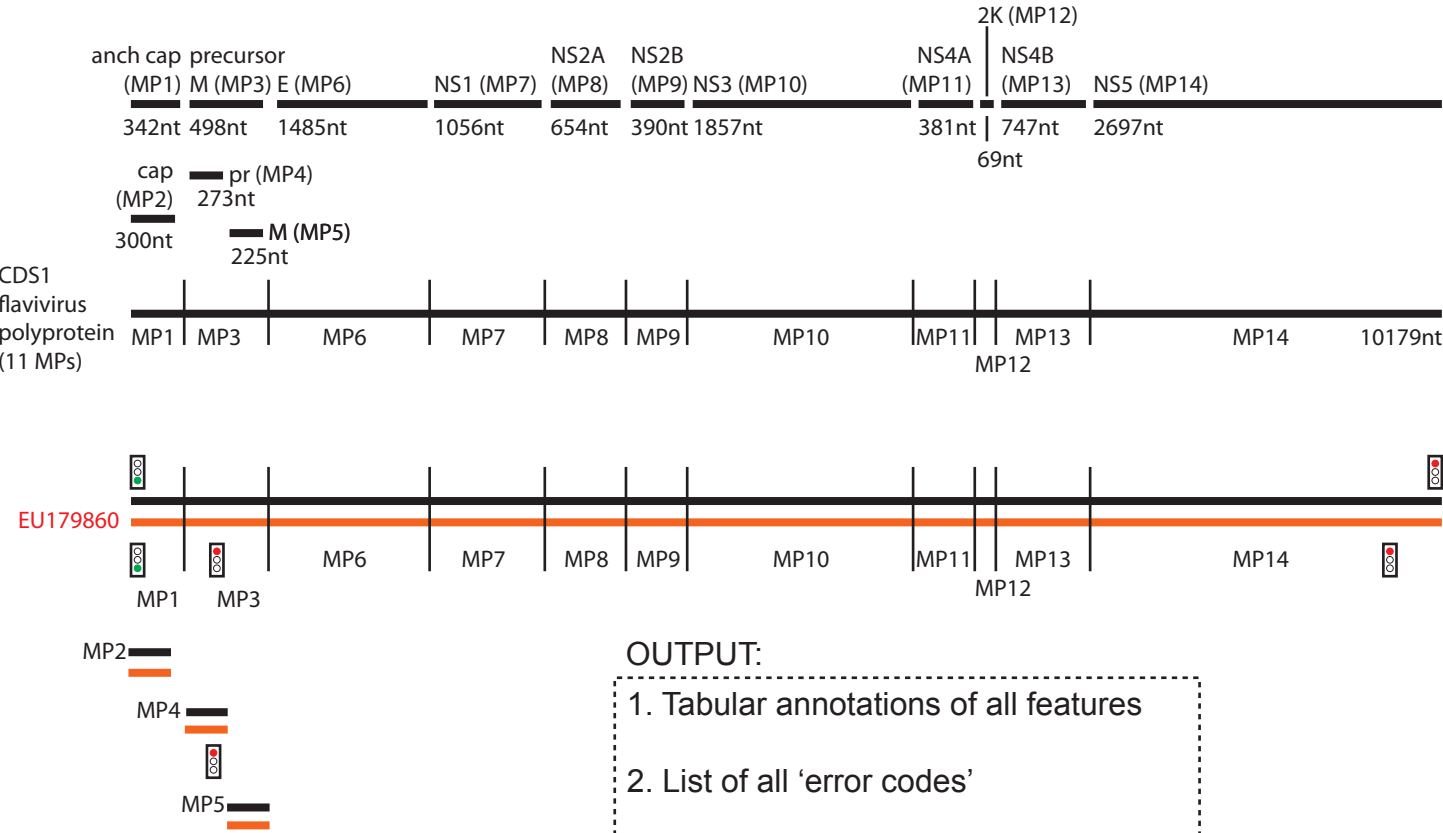 2K (MP12)
anch cap precursor NS2A NS2B NS4A NS4B
(MP1) M (MP3) E (MP6) NS1 (MP7) (MP8) (MP9) NS3 (MP10) (MP11) (MP13) NS5 (MP14)
342nt 498nt 1485nt 1056nt 654nt 390nt 1857nt 381nt 747nt 2697nt
69nt
cap pr (MP4)
(MP2) 273nt
300nt M (MP5)
225nt
CDS1
flavivirus
polyprotein MP1 MP3 MP6 MP7 MP8 MP9 MP10 MP11 MP13 MP14 10179nt
(11 MPs) MP12
EU179860
MP6 MP7 MP8 MP9 MP10 MP11 MP13 MP14
MP12
MP1 MP3
MP2
OUTPUT:
1. Tabular annotations of all features
MP4
2. List of all ‘error codes’
MP5